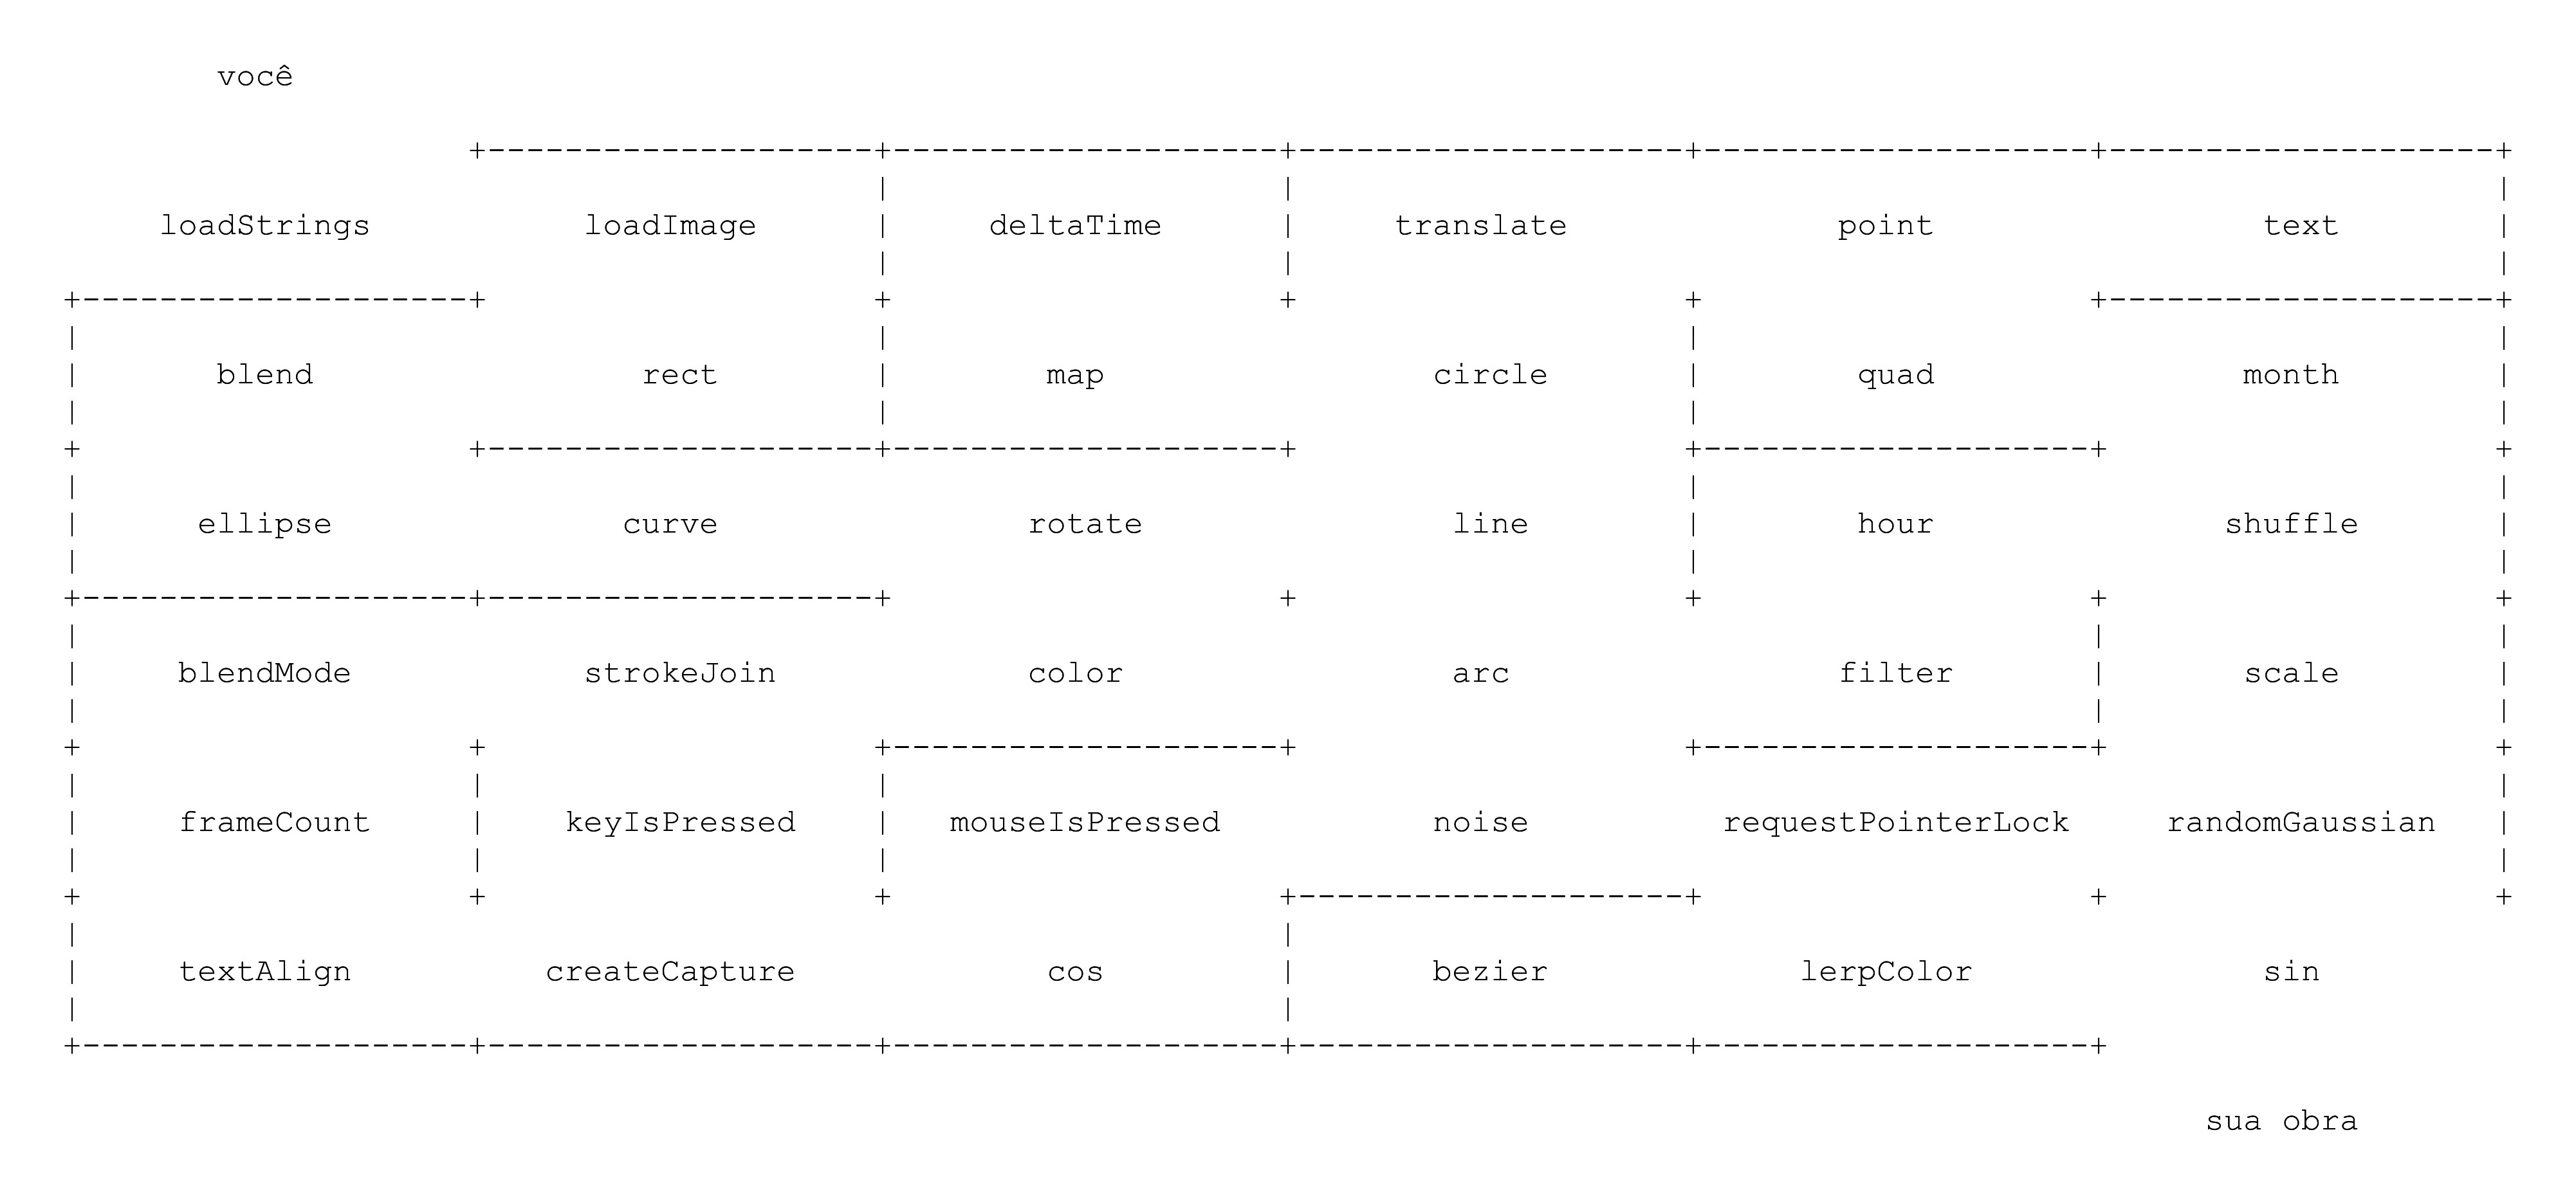 você
loadStrings loadImage deltaTime translate point text
blend rect map circle quad month
ellipse curve rotate line hour shuffle
blendMode strokeJoin color arc filter scale
frameCount keyIsPressed mouseIsPressed noise requestPointerLock randomGaussian
textAlign createCapture cos bezier lerpColor sin
sua obra